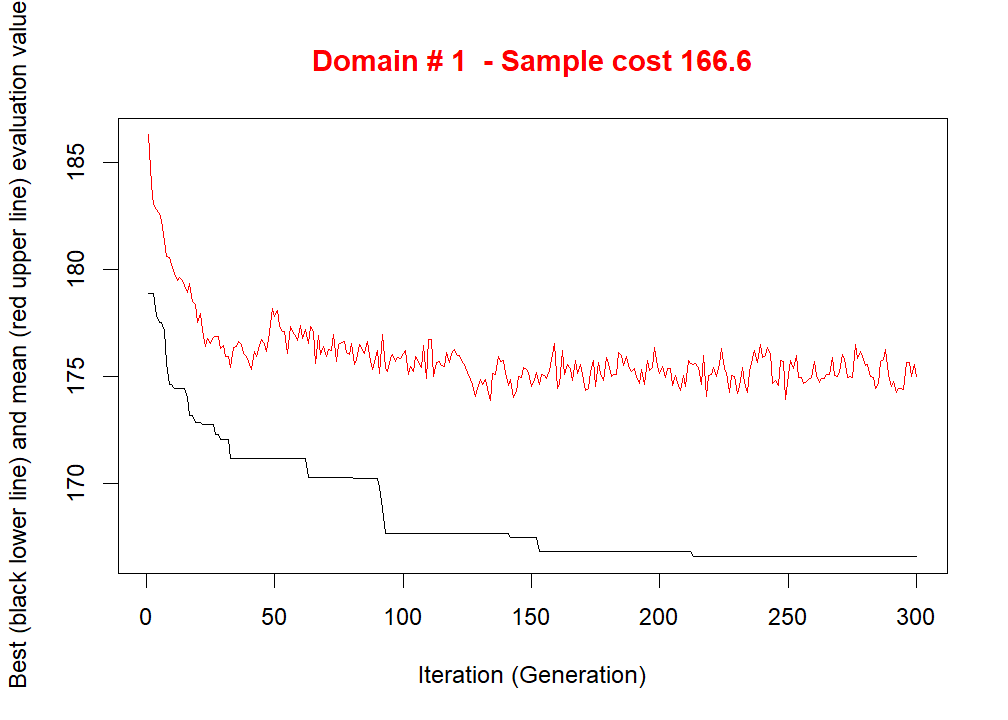 Domain # 1  - Sample cost 166.6
Best (black lower line) and mean (red upper line) evaluation value
185
180
175
170
0 50 100 150 200 250 300
Iteration (Generation)